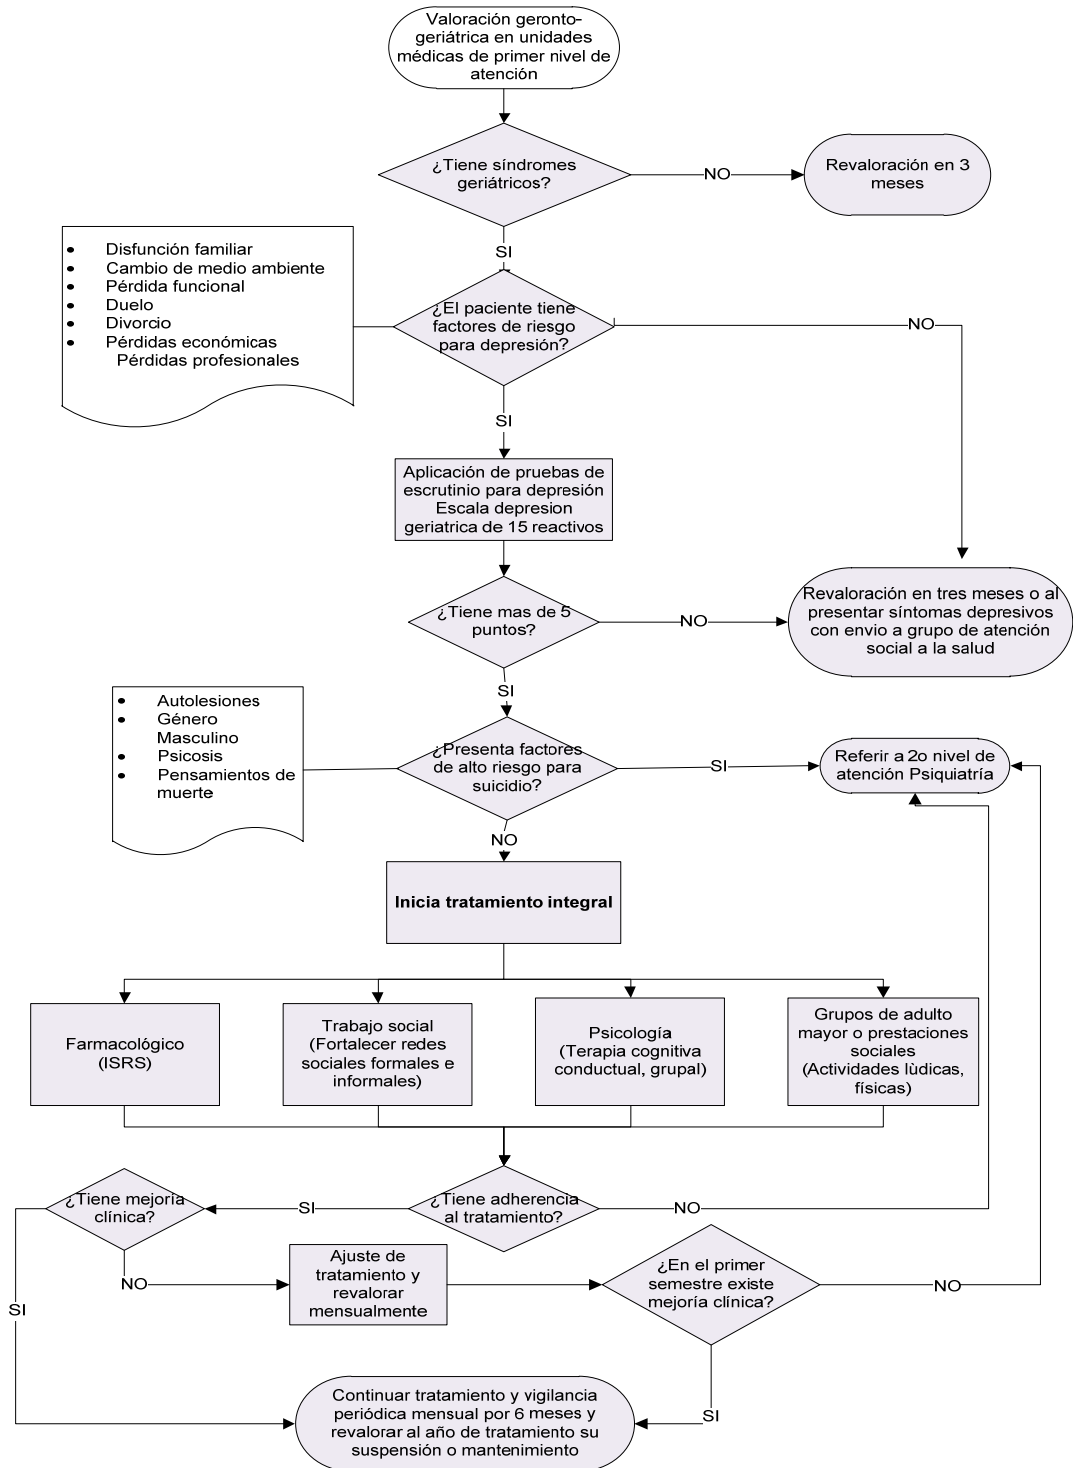 Valoración geronto-
geriátrica en unidades
médicas de primer nivel de
atención
¿Tiene síndromes
geriátricos?
NO
Revaloración en 3
meses
SI
• Disfunción familiar
• Cambio de medio ambiente
• Pérdida funcional
• Duelo
• Divorcio
• Pérdidas económicas
Pérdidas profesionales
¿El paciente tiene
factores de riesgo
para depresión?
NO
SI
Aplicación de pruebas de
escrutinio para depresión
Escala depresion
geriatrica de 15 reactivos
¿Tiene mas de 5
puntos?
NO
Revaloración en tres meses o al
presentar síntomas depresivos
con envio a grupo de atención
social a la salud
SI
• Autolesiones
• Género
Masculino
• Psicosis
• Pensamientos de
muerte
¿Presenta factores
de alto riesgo para
suicidio?
SI
Referir a 2o nivel de
atención Psiquiatría
NO
Inicia tratamiento integral
Farmacológico
(ISRS)
Trabajo social
(Fortalecer redes
sociales formales e
informales)
Psicología
(Terapia cognitiva
conductual, grupal)
Grupos de adulto
mayor o prestaciones
sociales
(Actividades lùdicas,
físicas)
¿Tiene mejoría
clínica?
SI
¿Tiene adherencia
al tratamiento?
NO
NO
Ajuste de
tratamiento y
revalorar
mensualmente
¿En el primer
semestre existe
mejoría clínica?
NO
SI
SI
Continuar tratamiento y vigilancia
periódica mensual por 6 meses y
revalorar al año de tratamiento su
suspensión o mantenimiento